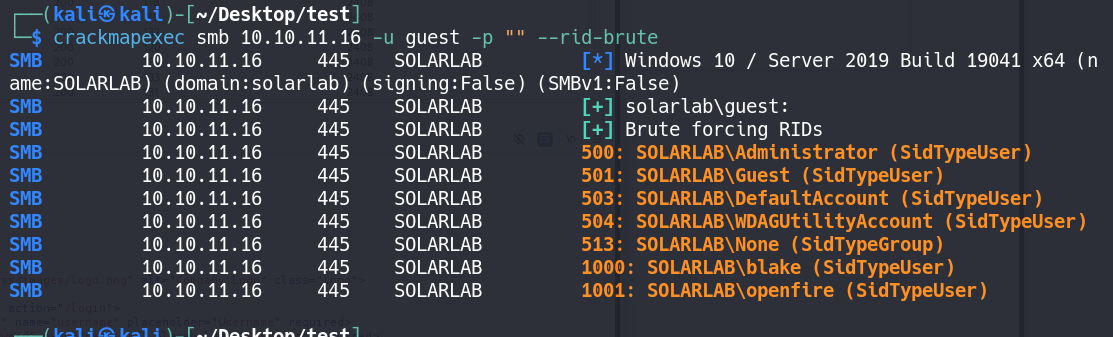 ┌──(kali㉿kali)-[~/Desktop/test]
└─$ crackmapexec smb 10.10.11.16 -u guest -p "" --rid-brute
SMB 10.10.11.16 445 SOLARLAB [*] Windows 10 / Server 2019 Build 19041 x64 (n
ame:SOLARLAB) (domain:solarlab) (signing:False) (SMBv1:False)
SMB 10.10.11.16 445 SOLARLAB [+] solarlab\guest:
SMB 10.10.11.16 445 SOLARLAB [+] Brute forcing RIDs
SMB 10.10.11.16 445 SOLARLAB 500: SOLARLAB\Administrator (SidTypeUser)
SMB 10.10.11.16 445 SOLARLAB 501: SOLARLAB\Guest (SidTypeUser)
SMB 10.10.11.16 445 SOLARLAB 503: SOLARLAB\DefaultAccount (SidTypeUser)
SMB 10.10.11.16 445 SOLARLAB 504: SOLARLAB\WDAGUtilityAccount (SidTypeUser)
SMB 10.10.11.16 445 SOLARLAB 513: SOLARLAB\None (SidTypeGroup)
SMB 10.10.11.16 445 SOLARLAB 1000: SOLARLAB\blake (SidTypeUser)
SMB 10.10.11.16 445 SOLARLAB 1001: SOLARLAB\openfire (SidTypeUser)
┌──(kali㉿kali)-[~/Desktop/test]